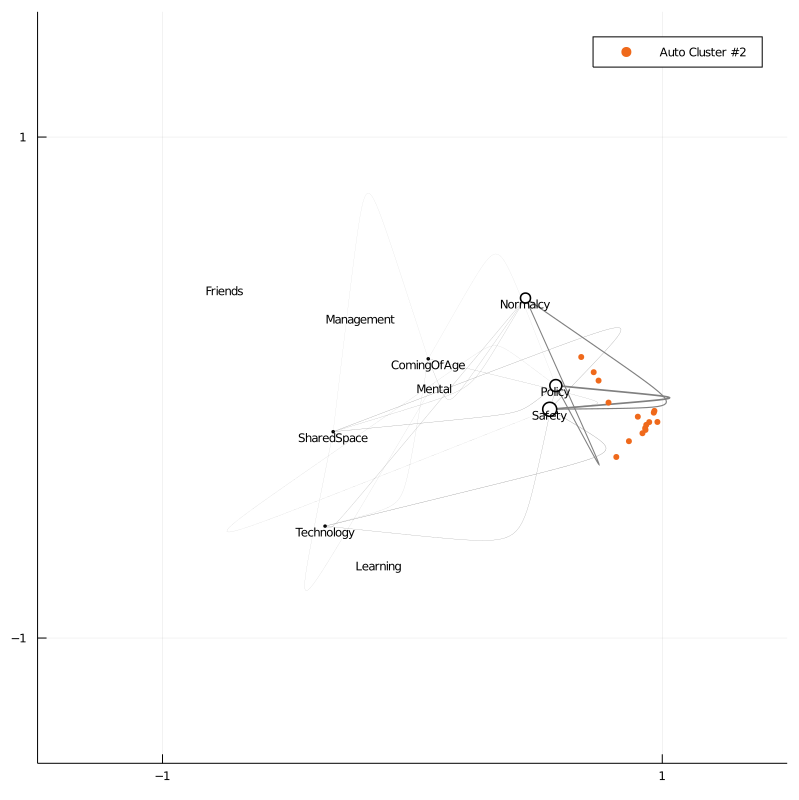 Auto Cluster #2
1
Friends
Normalcy
Management
ComingOfAge
Mental
Policy
Safety
SharedSpace
Technology
Learning
−1
−1
1